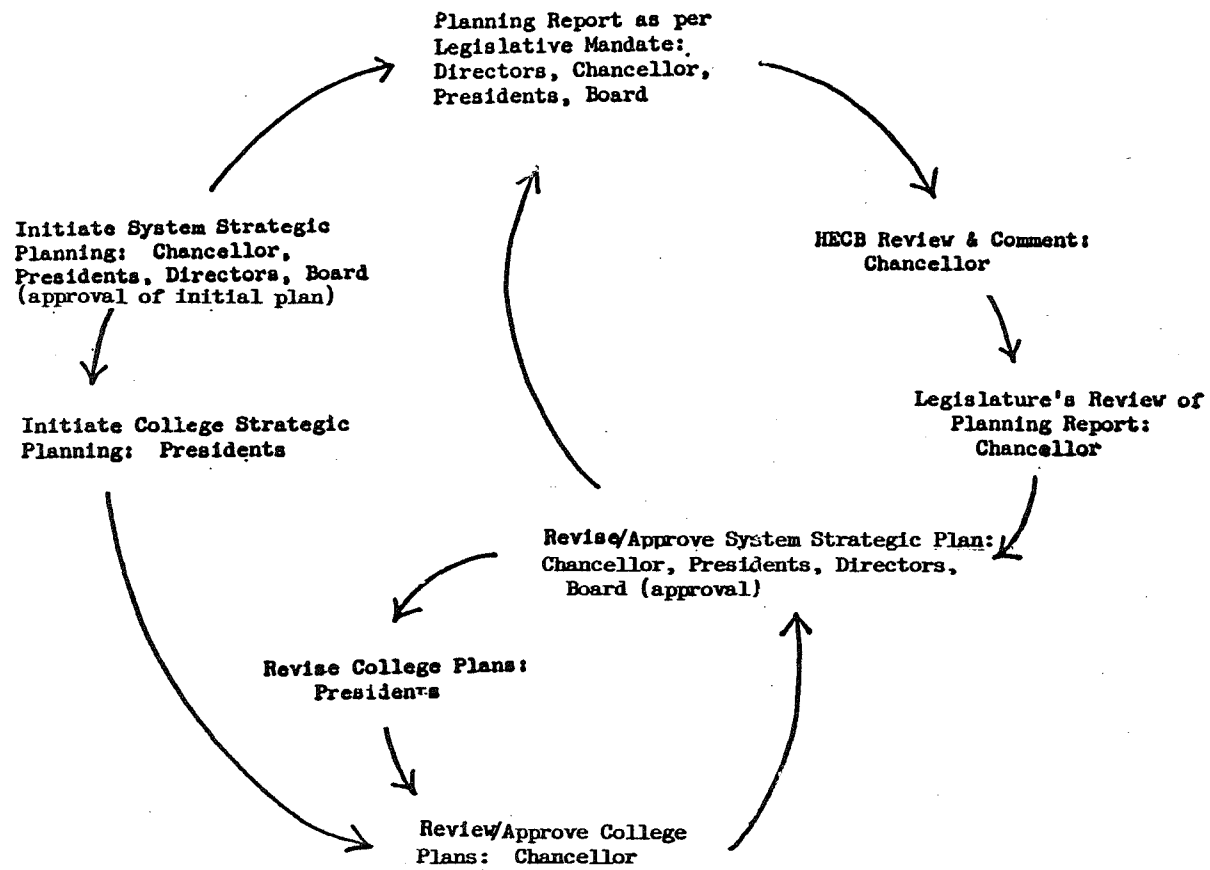 Planning Report as per
Legislative Mandate:
Directors, Chancellor,
Presidents, Board
Initiate System Strategic
Planning: Chancellor,
Presidents, Directors, Board
(approval of initial plan)
HECB Review & Comment:
Chancellor
Initiate College Strategic
Planning: Presidents
Legislature's Review of
Planning Report:
Chancellor
Revise/Approve System Strategic Plan:
Chancellor, Presidents, Directors,
Board (approval)
Revise College Plans:
Presidents
Review/Approve College
Plans: Chancellor